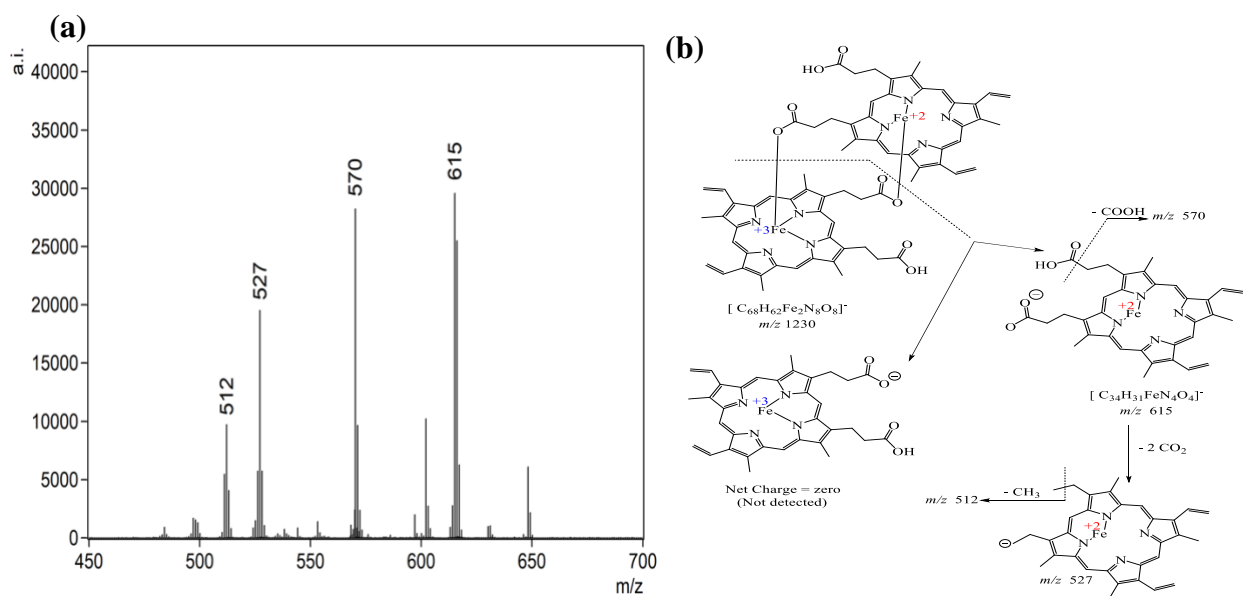 (a)
a.i.
40000
35000
30000
25000
20000
15000
10000
5000
0
512
527
570
615
450
500
550
600
650
700
m/z
(b)
O
HO
O
O
N
N
Fe+2
N
N
O
O
N
N
+3Fe
N
N
O
OH
[ C68H62Fe2N8O8]-
m/z 1230
- COOH
m/z 570
O
HO
⊖
O
O
N
N
+2
Fe
N
N
[ C34H31FeN4O4]-
m/z 615
- 2 CO2
O
O⊖
N
N
+3
Fe
N
N
O
OH
Net Charge = zero
(Not detected)
- CH3
m/z 512
N
N
+2
Fe
N
N
⊖
m/z 527